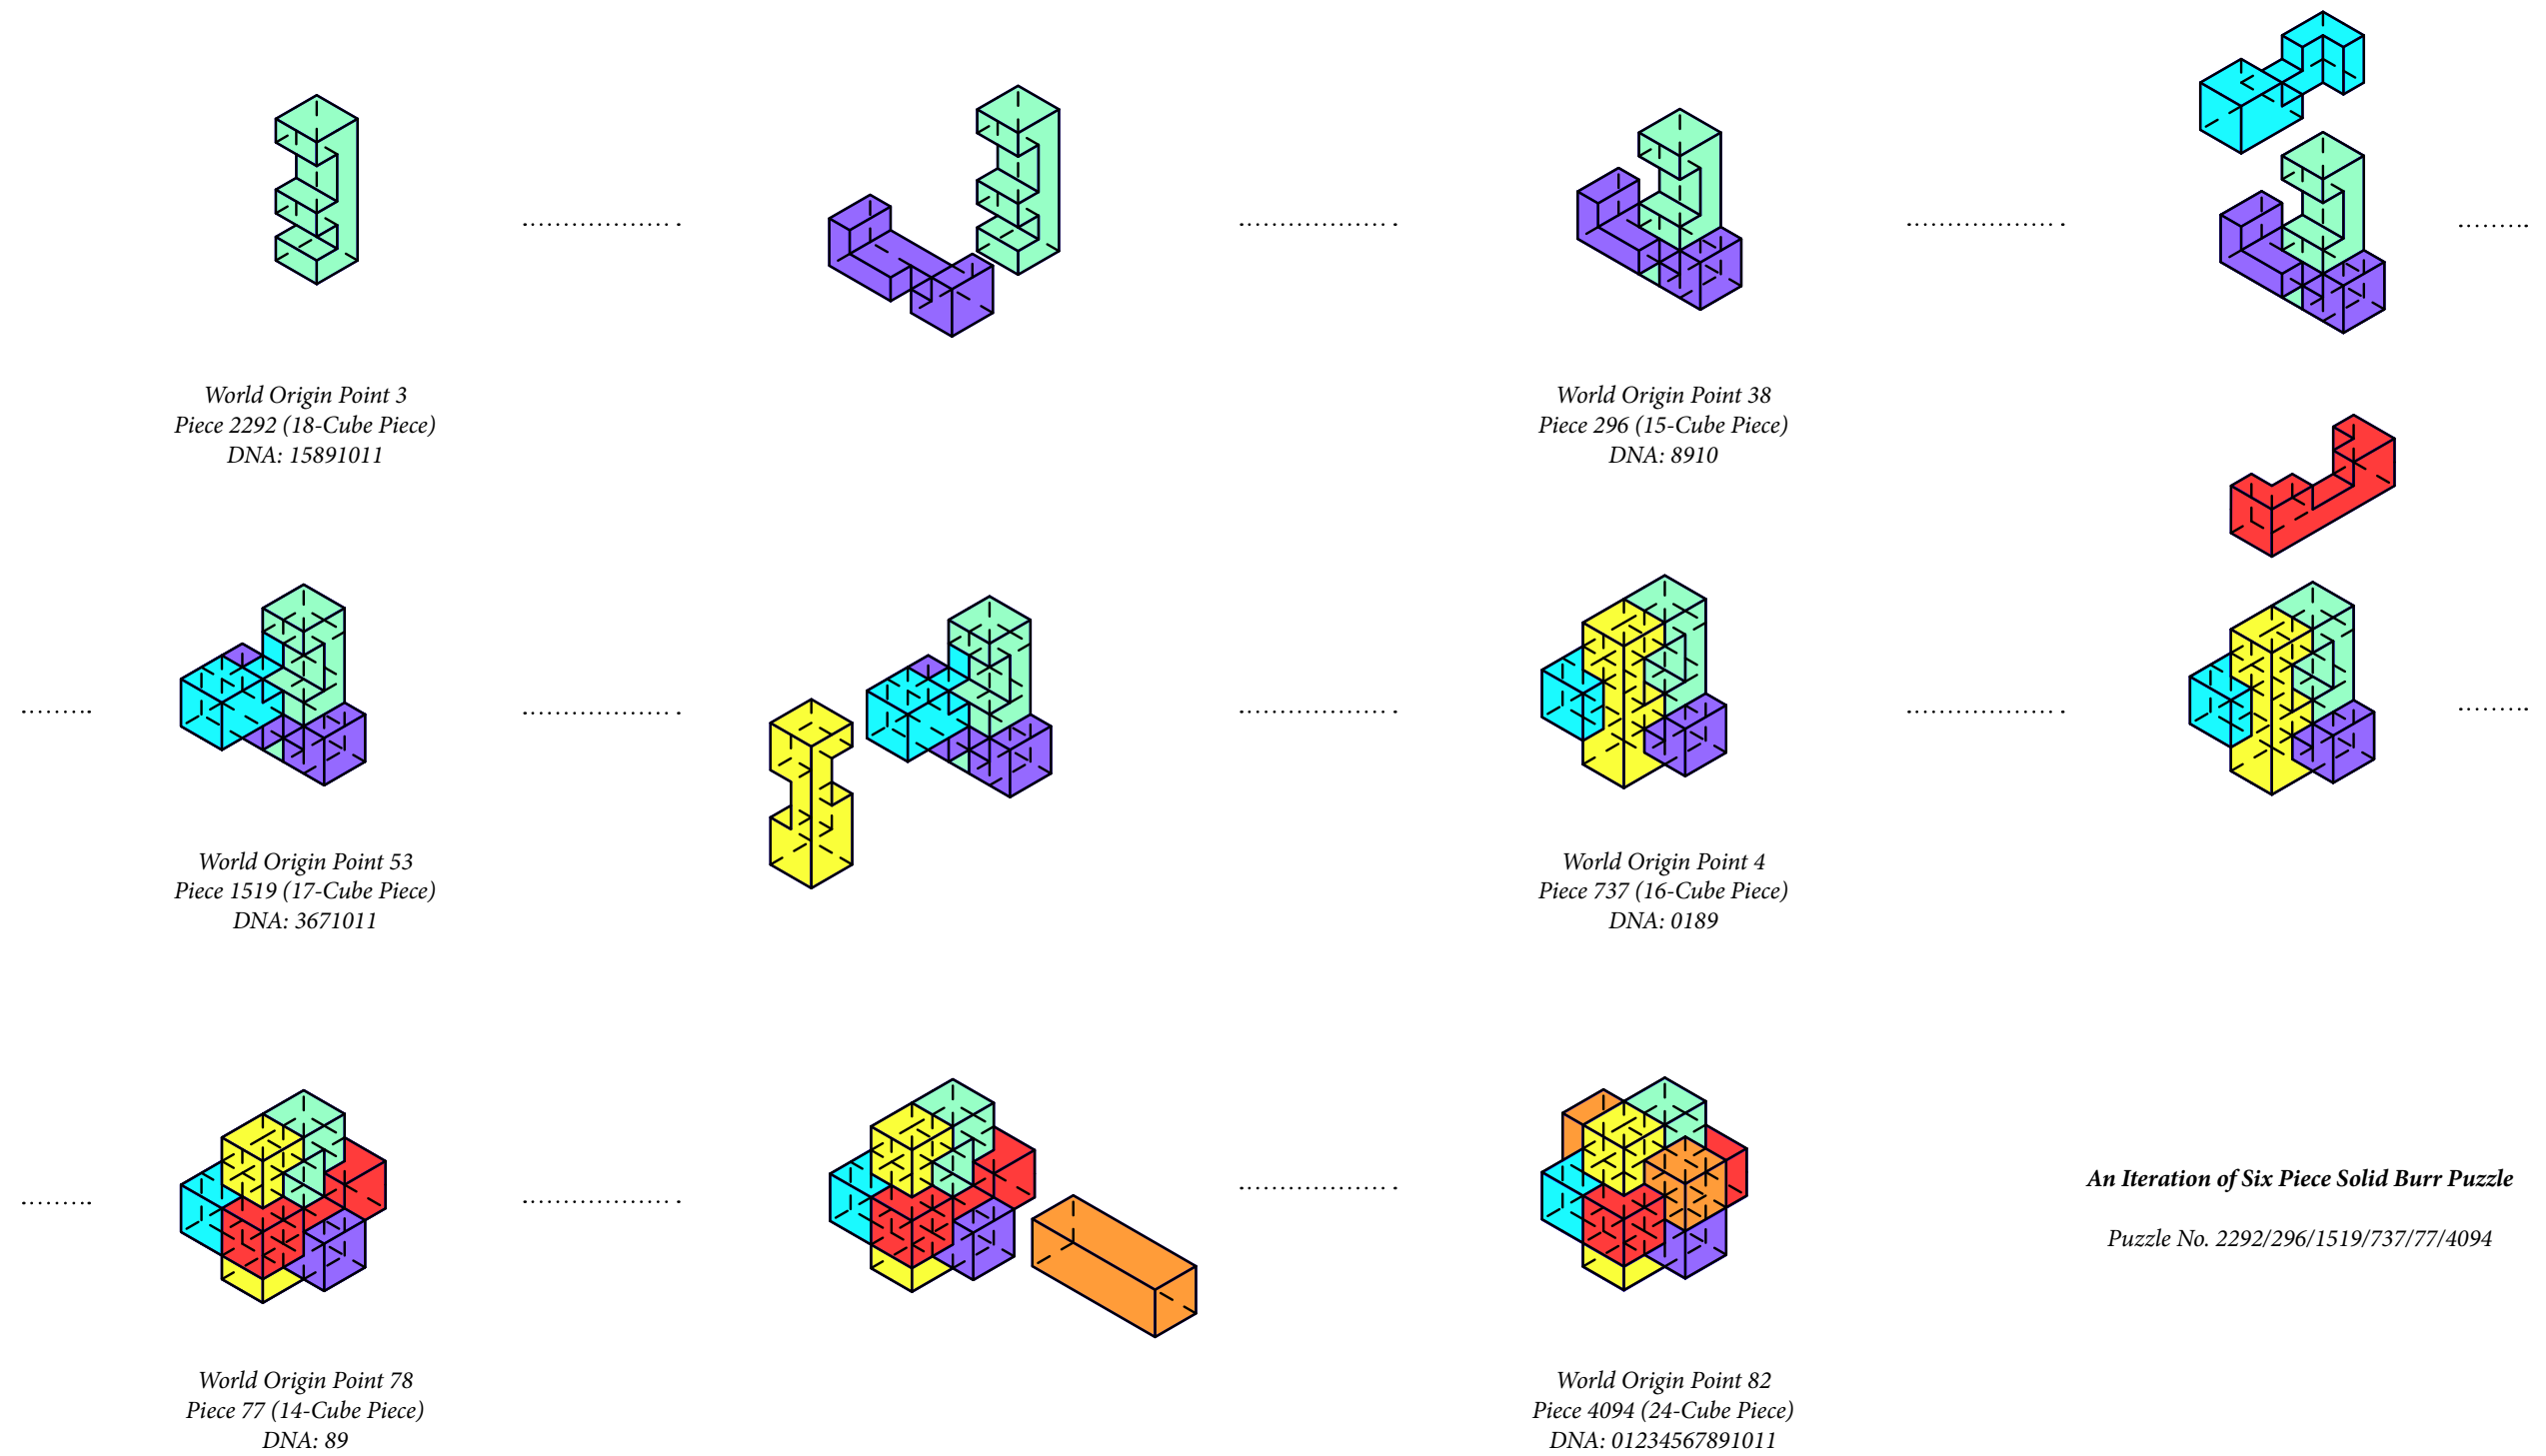 World Origin Point 3
Piece 2292 (18-Cube Piece)
DNA: 15891011
World Origin Point 38
Piece 296 (15-Cube Piece)
DNA: 8910
World Origin Point 53
Piece 1519 (17-Cube Piece)
DNA: 3671011
World Origin Point 4
Piece 737 (16-Cube Piece)
DNA: 0189
An Iteration of Six Piece Solid Burr Puzzle
Puzzle No. 2292/296/1519/737/77/4094
World Origin Point 78
Piece 77 (14-Cube Piece)
DNA: 89
World Origin Point 82
Piece 4094 (24-Cube Piece)
DNA: 01234567891011